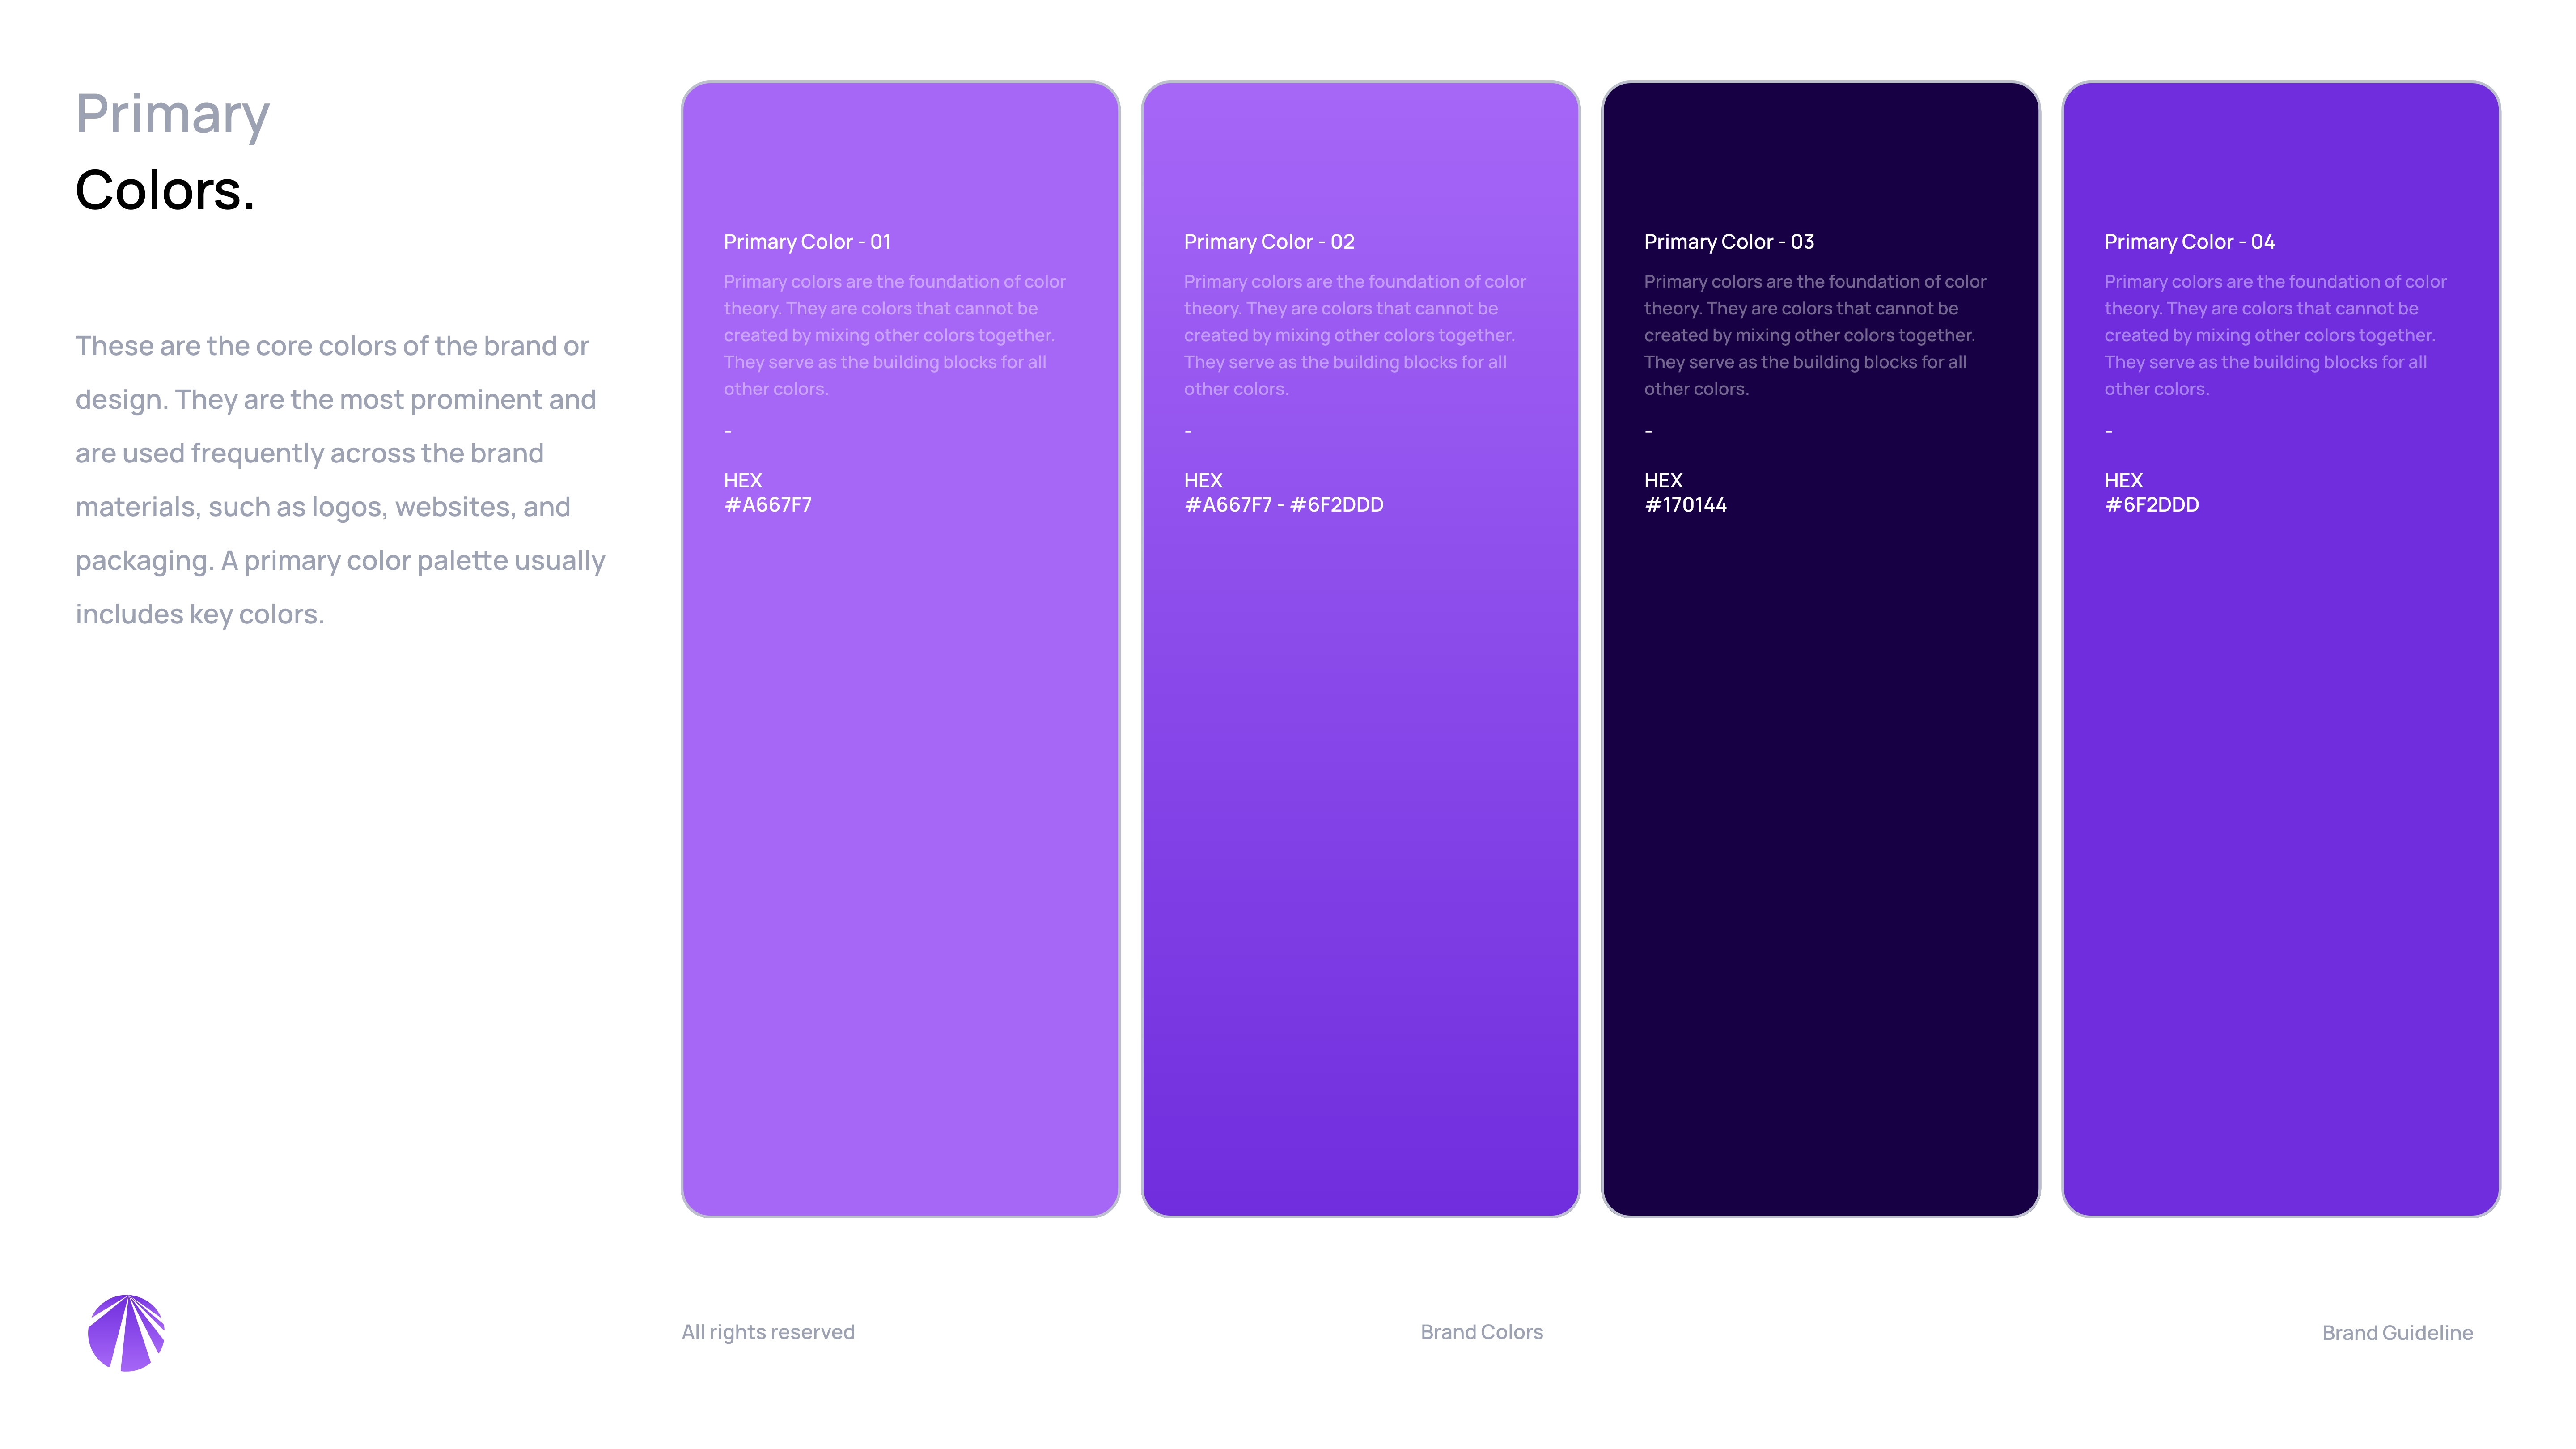 Primary
Colors.
These are the core colors of the brand or
design. They are the most prominent and
are used frequently across the brand
materials, such as logos, websites, and
packaging. A primary color palette usually
includes key colors.
Primary Color - 01
Primary colors are the foundation of color
theory. They are colors that cannot be
created by mixing other colors together.
They serve as the building blocks for all
other colors.
-
HEX
#A667F7
Primary Color - 02
Primary colors are the foundation of color
theory. They are colors that cannot be
created by mixing other colors together.
They serve as the building blocks for all
other colors.
-
HEX
#A667F7 - #6F2DDD
Primary Color - 03
Primary colors are the foundation of color
theory. They are colors that cannot be
created by mixing other colors together.
They serve as the building blocks for all
other colors.
-
HEX
#170144
Primary Color - 04
Primary colors are the foundation of color
theory. They are colors that cannot be
created by mixing other colors together.
They serve as the building blocks for all
other colors.
-
HEX
#6F2DDD
All rights reserved
Brand Colors
Brand Guideline